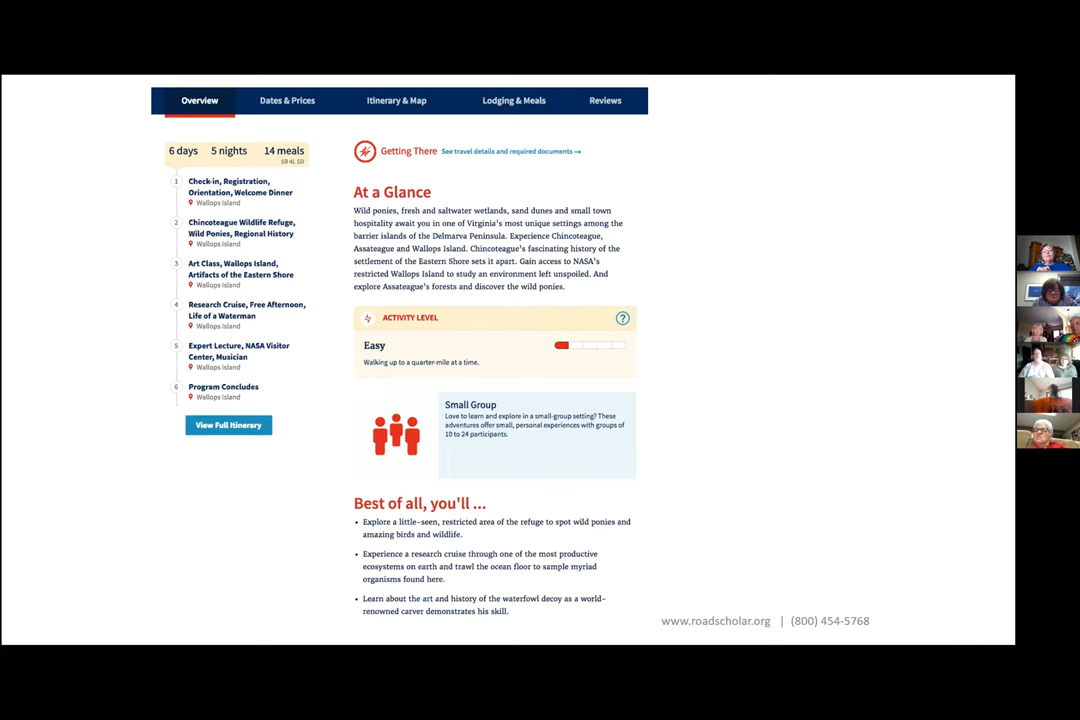 Overview
Dates & Prices
Itinerary & Map
Lodging & Meals
Reviews
6 days
5 nights
14 meals
5B 4L 5D
1
Check-in, Registration,
Orientation, Welcome Dinner
Wallops Island
2
Chincoteague Wildlife Refuge,
Wild Ponies, Regional History
Wallops Island
3
Art Class, Wallops Island,
Artifacts of the Eastern Shore
Wallops Island
4
Research Cruise, Free Afternoon,
Life of a Waterman
Wallops Island
5
Expert Lecture, NASA Visitor
Center, Musician
Wallops Island
6
Program Concludes
Wallops Island
View Full Itinerary
Getting There See travel details and required documents →
At a Glance
Wild ponies, fresh and saltwater wetlands, sand dunes and small town
hospitality await you in one of Virginia's most unique settings among the
barrier islands of the Delmarva Peninsula. Experience Chincoteague,
Assateague and Wallops Island. Chincoteague's fascinating history of the
settlement of the Eastern Shore sets it apart. Gain access to NASA's
restricted Wallops Island to study an environment left unspoiled. And
explore Assateague's forests and discover the wild ponies.
ACTIVITY LEVEL
?
Easy
Walking up to a quarter-mile at a time.
Small Group
Love to learn and explore in a small-group setting? These
adventures offer small, personal experiences with groups of
10 to 24 participants.
Best of all, you'll ...
• Explore a little-seen, restricted area of the refuge to spot wild ponies and
amazing birds and wildlife.
• Experience a research cruise through one of the most productive
ecosystems on earth and trawl the ocean floor to sample myriad
organisms found here.
• Learn about the art and history of the waterfowl decoy as a world-
renowned carver demonstrates his skill.
www.roadscholar.org | (800) 454-5768